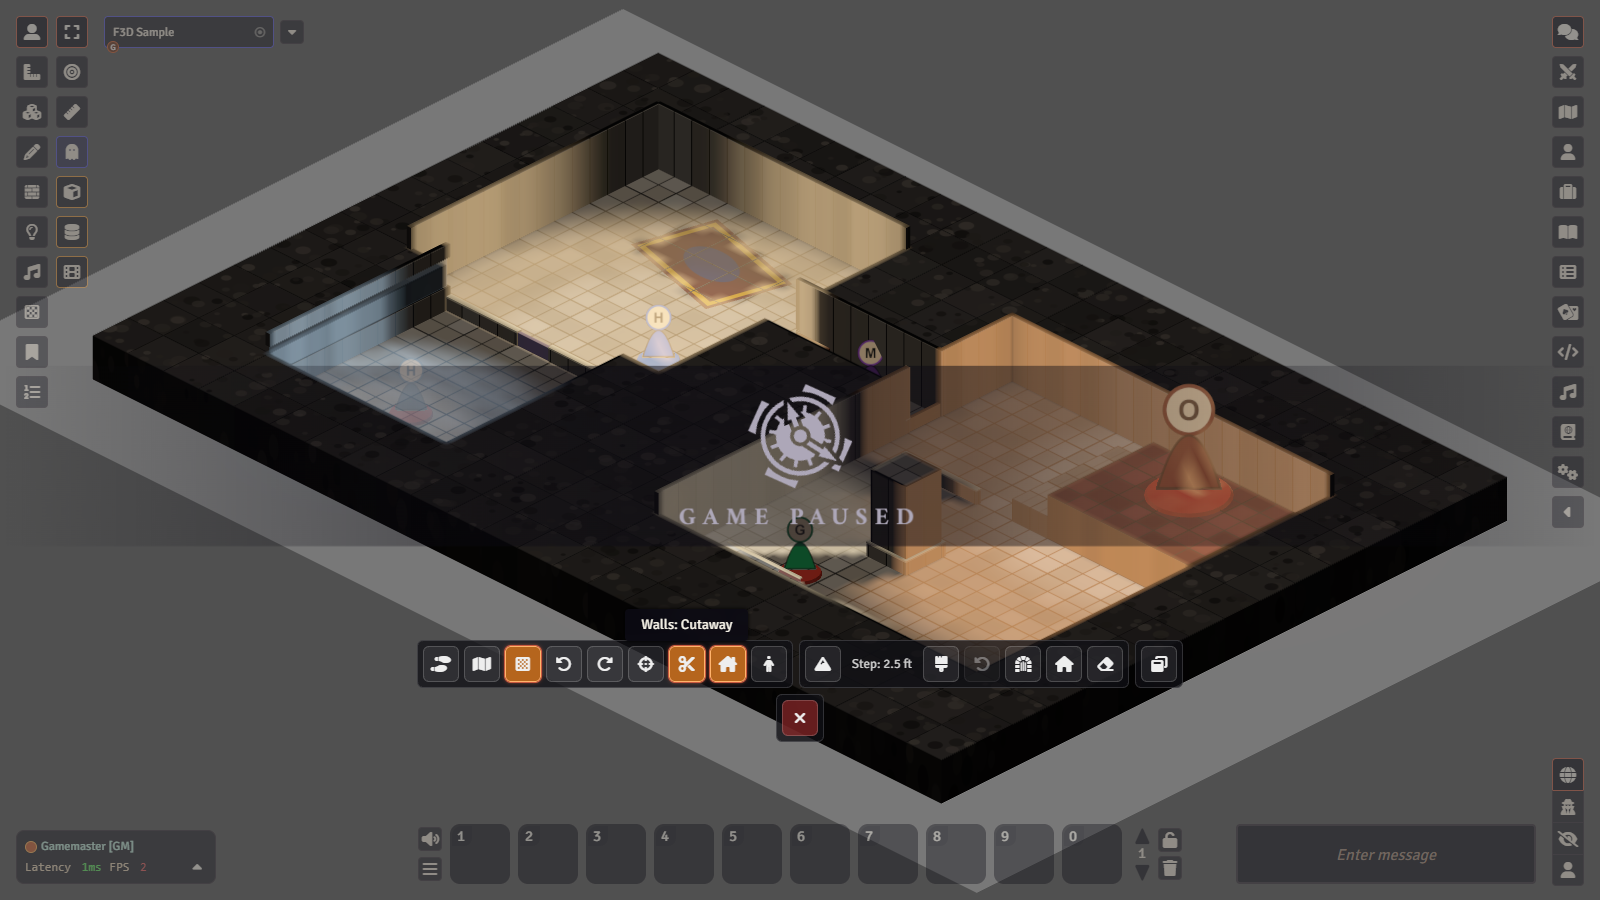 F3D Sample
G
H
M
H
O
GAME PAUSED
G
Walls: Cutaway
Step: 2.5 ft
Gamemaster [GM]
Latency 1ms FPS 2
1 2 3 4 5 6 7 8 9 0
1
Enter message